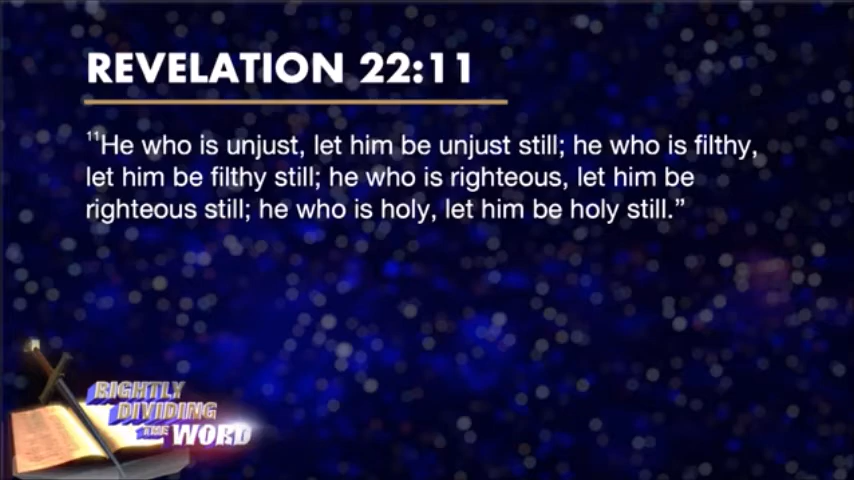 REVELATION 22:11
¹¹He who is unjust, let him be unjust still; he who is filthy,
let him be filthy still; he who is righteous, let him be
righteous still; he who is holy, let him be holy still.”
RIGHTLY
DIVIDING
THE WORD